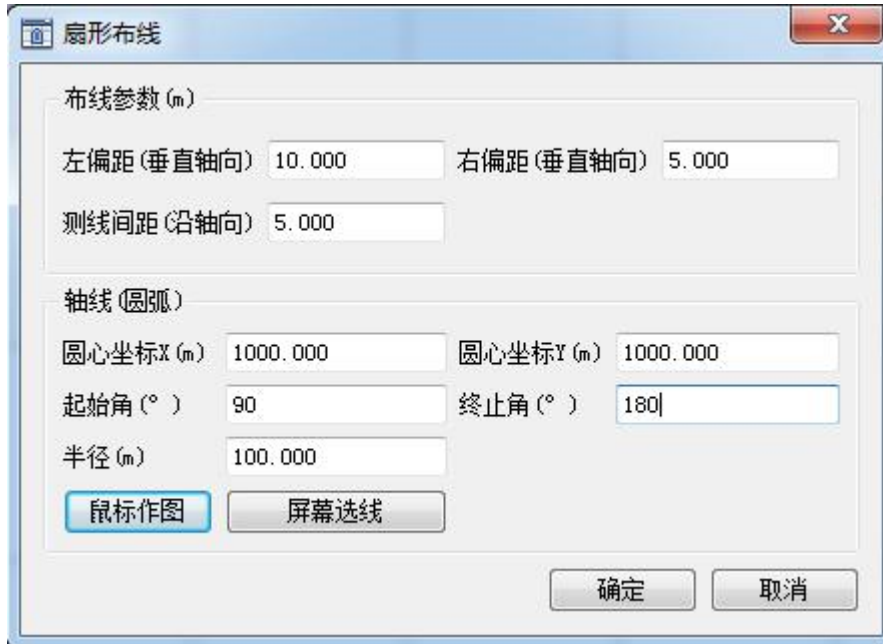 扇形布线
布线参数(m)
左偏距(垂直轴向) 10.000 右偏距(垂直轴向) 5.000
测线间距(沿轴向) 5.000
轴线(圆弧)
圆心坐标X(m) 1000.000 圆心坐标Y(m) 1000.000
起始角(° ) 90 终止角(° ) 180
半径(m) 100.000
鼠标作图 屏幕选线
确定 取消